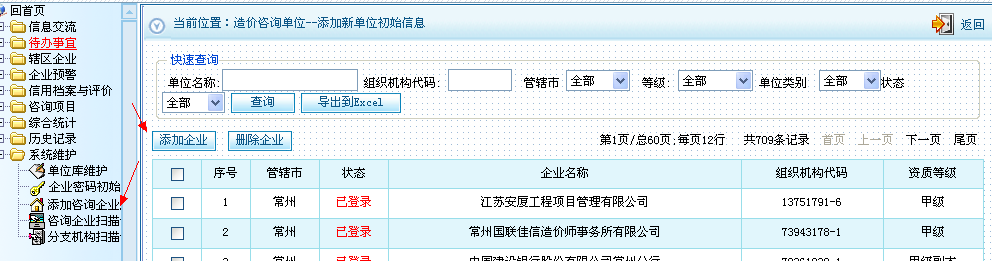 回首页
信息交流
待办事宜
辖区企业
企业预警
信用档案与评价
咨询项目
综合统计
历史记录
系统维护
单位库维护
企业密码初始
添加咨询企业
咨询企业扫描
分支机构扫描
当前位置：造价咨询单位--添加新单位初始信息
返回
快速查询
单位名称: 组织机构代码: 管辖市 全部 等级: 全部 单位类别 全部 状态
全部 查询 导出到Excel
添加企业 删除企业 第1页/总60页;每页12行 共709条记录 首页 上一页 下一页 尾页
序号 管辖市 状态 企业名称 组织机构代码 资质等级
1 常州 已登录 江苏安厦工程项目管理有限公司 13751791-6 甲级
2 常州 已登录 常州国联佳信造价师事务所有限公司 73943178-1 甲级